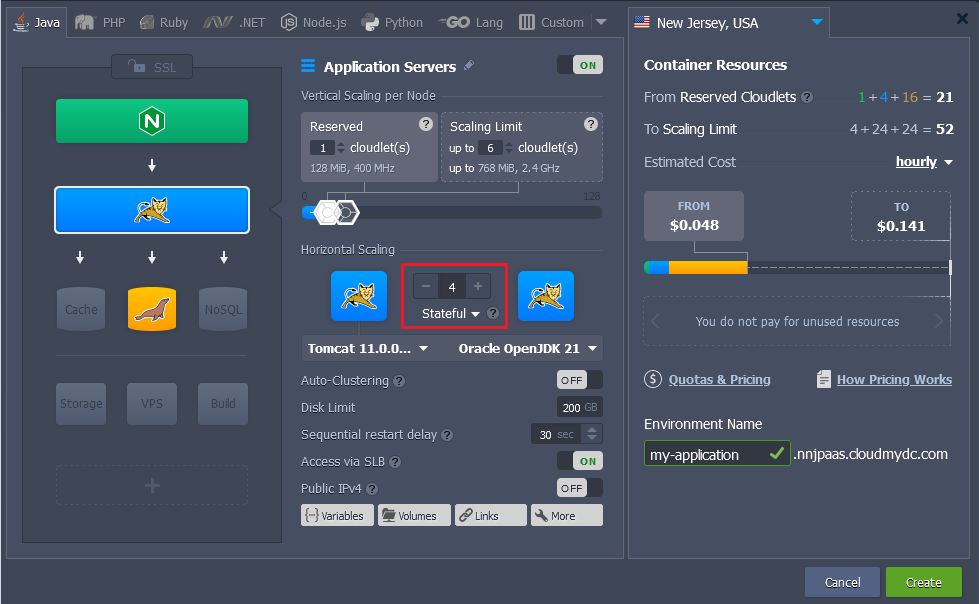 Java PHP Ruby .NET Node.js Python GO Lang Custom
SSL
N
Cache NoSQL
Storage VPS Build
+
Application Servers ON
Vertical Scaling per Node
Reserved ?
1 cloudlet(s)
128 MiB, 400 MHz
Scaling Limit ?
up to 6 cloudlet(s)
up to 768 MiB, 2.4 GHz
0 128
Horizontal Scaling
− 4 +
Stateful ?
Tomcat 11.0.0... Oracle OpenJDK 21
Auto-Clustering ? OFF
Disk Limit 200 GB
Sequential restart delay ? 30 sec
Access via SLB ? ON
Public IPv4 ? OFF
Variables Volumes Links More
New Jersey, USA
Container Resources
From Reserved Cloudlets ? 1 + 4 + 16 = 21
To Scaling Limit 4 + 24 + 24 = 52
Estimated Cost hourly
FROM
$0.048
TO
$0.141
You do not pay for unused resources
$ Quotas & Pricing How Pricing Works
Environment Name
my-application .nnjpaas.cloudmydc.com
Cancel Create